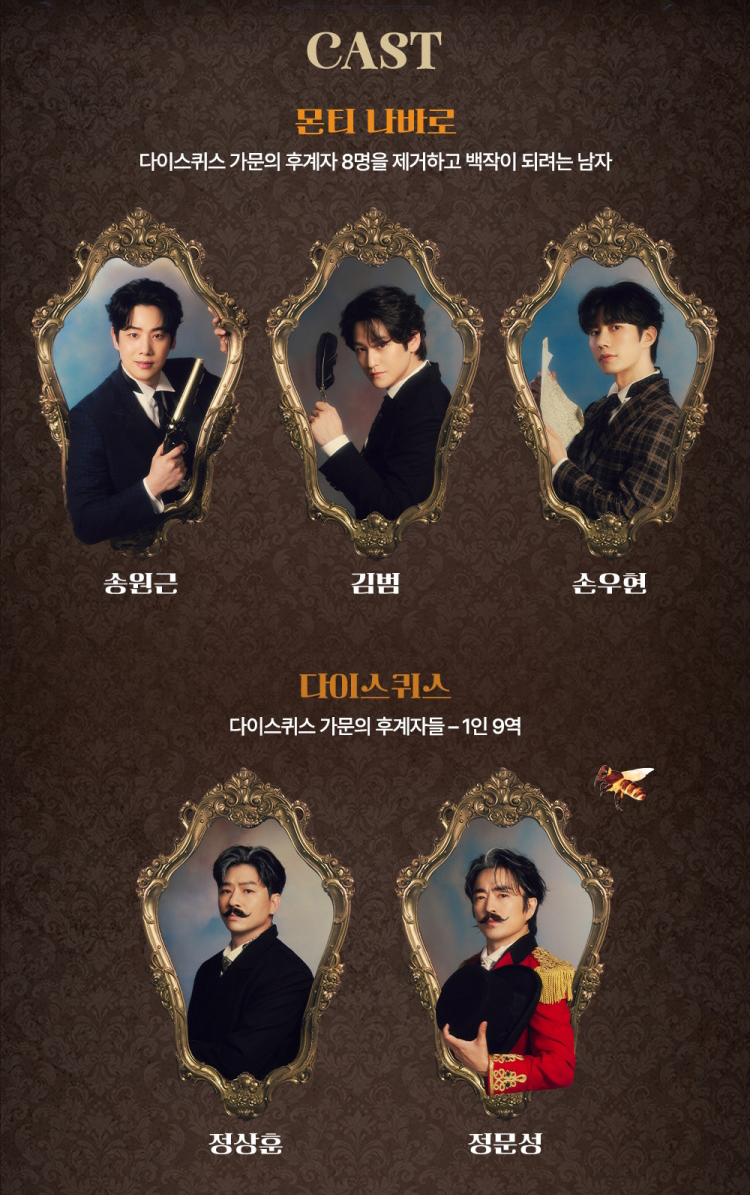 CAST
몬티 나바로
다이스퀴스 가문의 후계자 8명을 제거하고 백작이 되려는 남자
송원근 김범 손우현
다이스퀴스
다이스퀴스 가문의 후계자들 – 1인 9역
정상훈 정문성